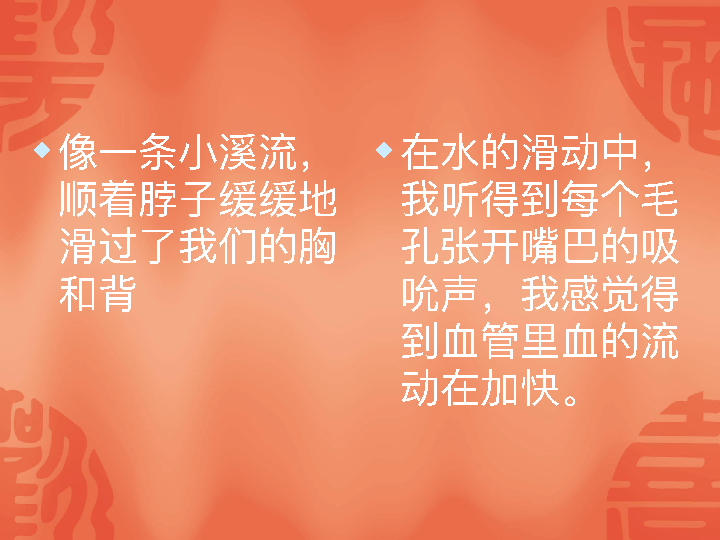 像一条小溪流，
顺着脖子缓缓地
滑过了我们的胸
和背
在水的滑动中，
我听得到每个毛
孔张开嘴巴的吸
吮声，我感觉得
到血管里血的流
动在加快。